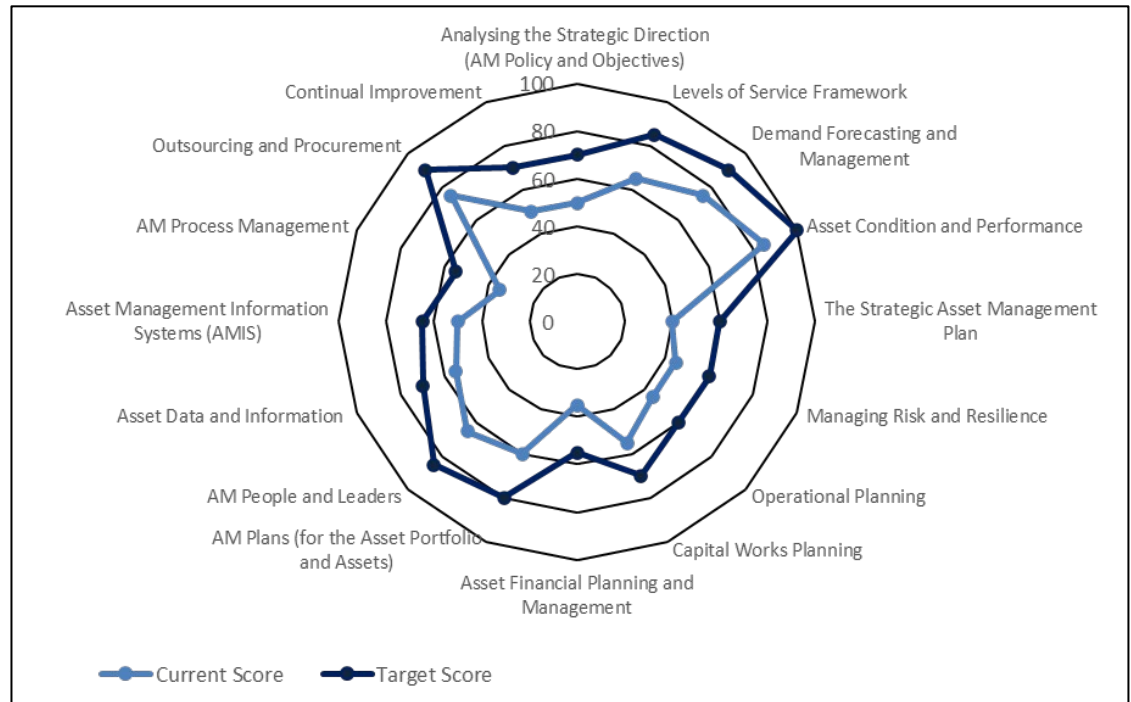 Analysing the Strategic Direction
(AM Policy and Objectives)
100
Continual Improvement
Levels of Service Framework
80
Outsourcing and Procurement
Demand Forecasting and
Management
60
AM Process Management
40
Asset Condition and Performance
20
Asset Management Information
Systems (AMIS)
0
The Strategic Asset Management
Plan
Asset Data and Information
Managing Risk and Resilience
AM People and Leaders
Operational Planning
AM Plans (for the Asset Portfolio
and Assets)
Capital Works Planning
Asset Financial Planning and
Management
Current Score
Target Score